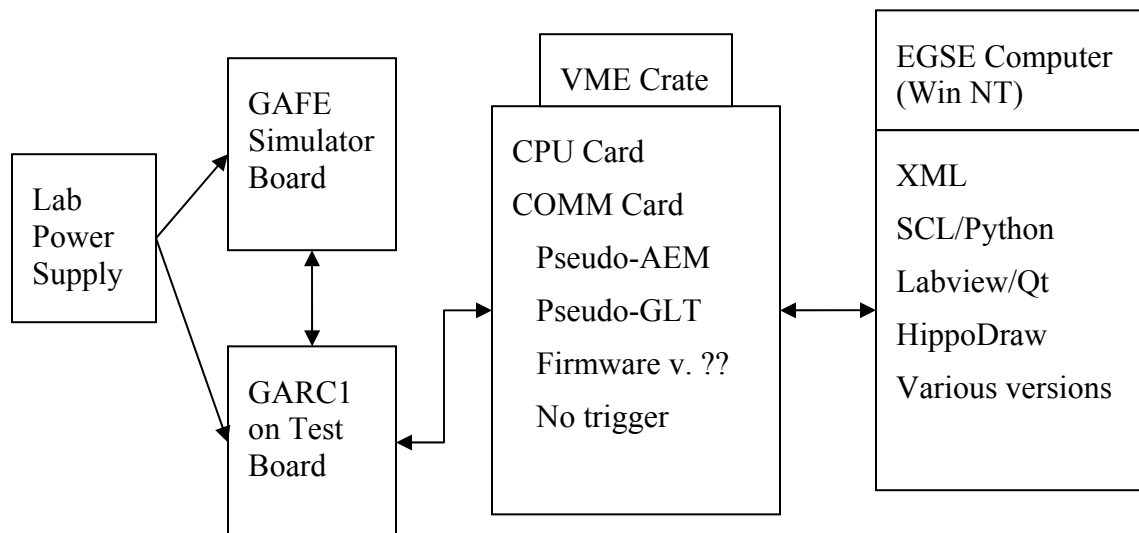 Lab
Power
Supply
GAFE
Simulator
Board
GARC1
on Test
Board
VME Crate
CPU Card
COMM Card
Pseudo-AEM
Pseudo-GLT
Firmware v. ??
No trigger
EGSE Computer
(Win NT)
XML
SCL/Python
Labview/Qt
HippoDraw
Various versions